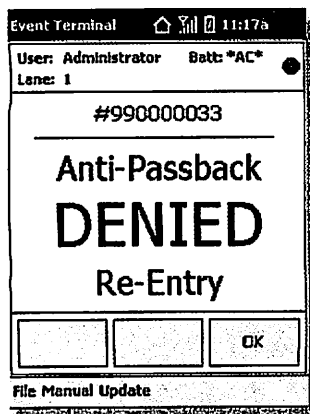 Event Terminal 11:17a
User: Administrator Batt: *AC*
Lane: 1
#990000033
Anti-Passback
DENIED
Re-Entry
OK
File Manual Update